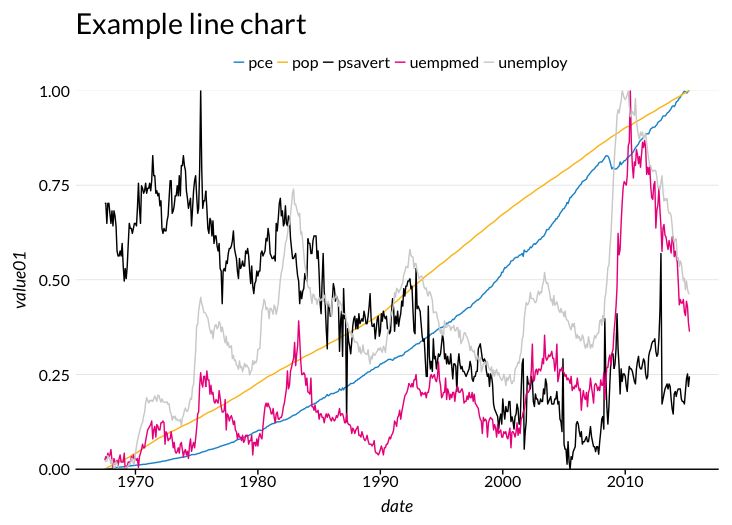 Example line chart
pce pop psavert uempmed unemploy
1.00
0.75
0.50
0.25
0.00
value01
1970 1980 1990 2000 2010
date